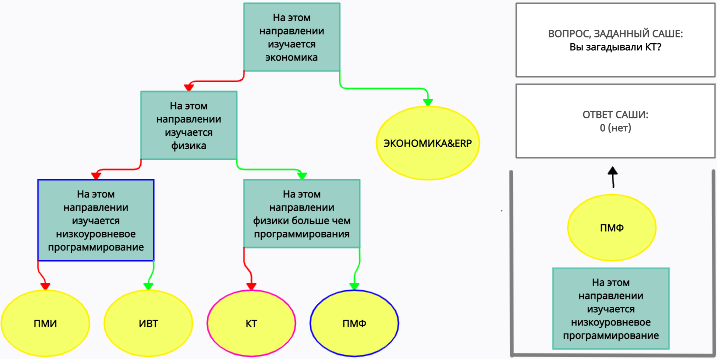 На этом
направлении
изучается
экономика
На этом
направлении
изучается
физика
ЭКОНОМИКА&ERP
На этом
направлении
изучается
низкоуровневое
программирование
На этом
направлении
физики больше чем
программирования
ПМИ
ИВТ
КТ
ПМФ
ВОПРОС, ЗАДАННЫЙ САШЕ:
Вы загадывали КТ?
ОТВЕТ САШИ:
0 (нет)
ПМФ
На этом
направлении
изучается
низкоуровневое
программирование